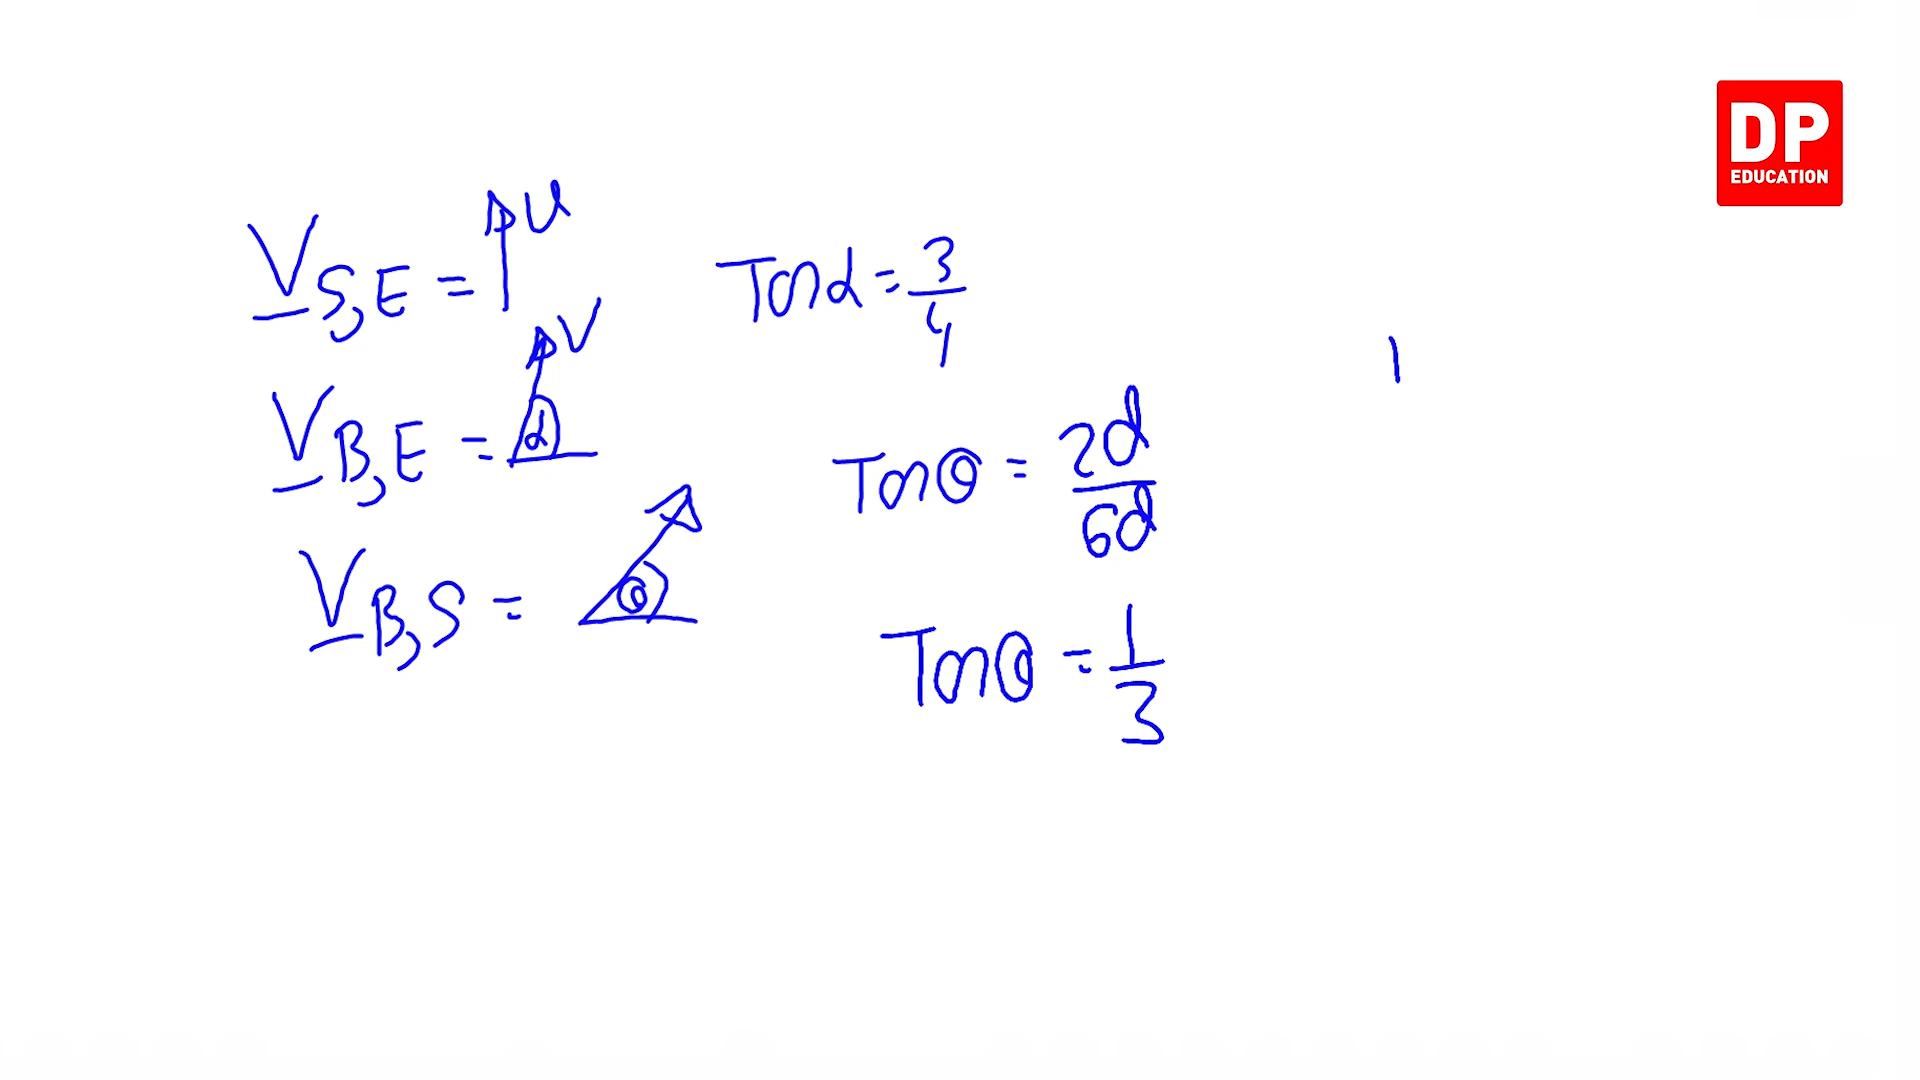 DP
EDUCATION
V S,E = U
Tan α = 3/4
V B,E = V α
Tan θ = 2d/6d
V B,S = θ
Tan θ = 1/3